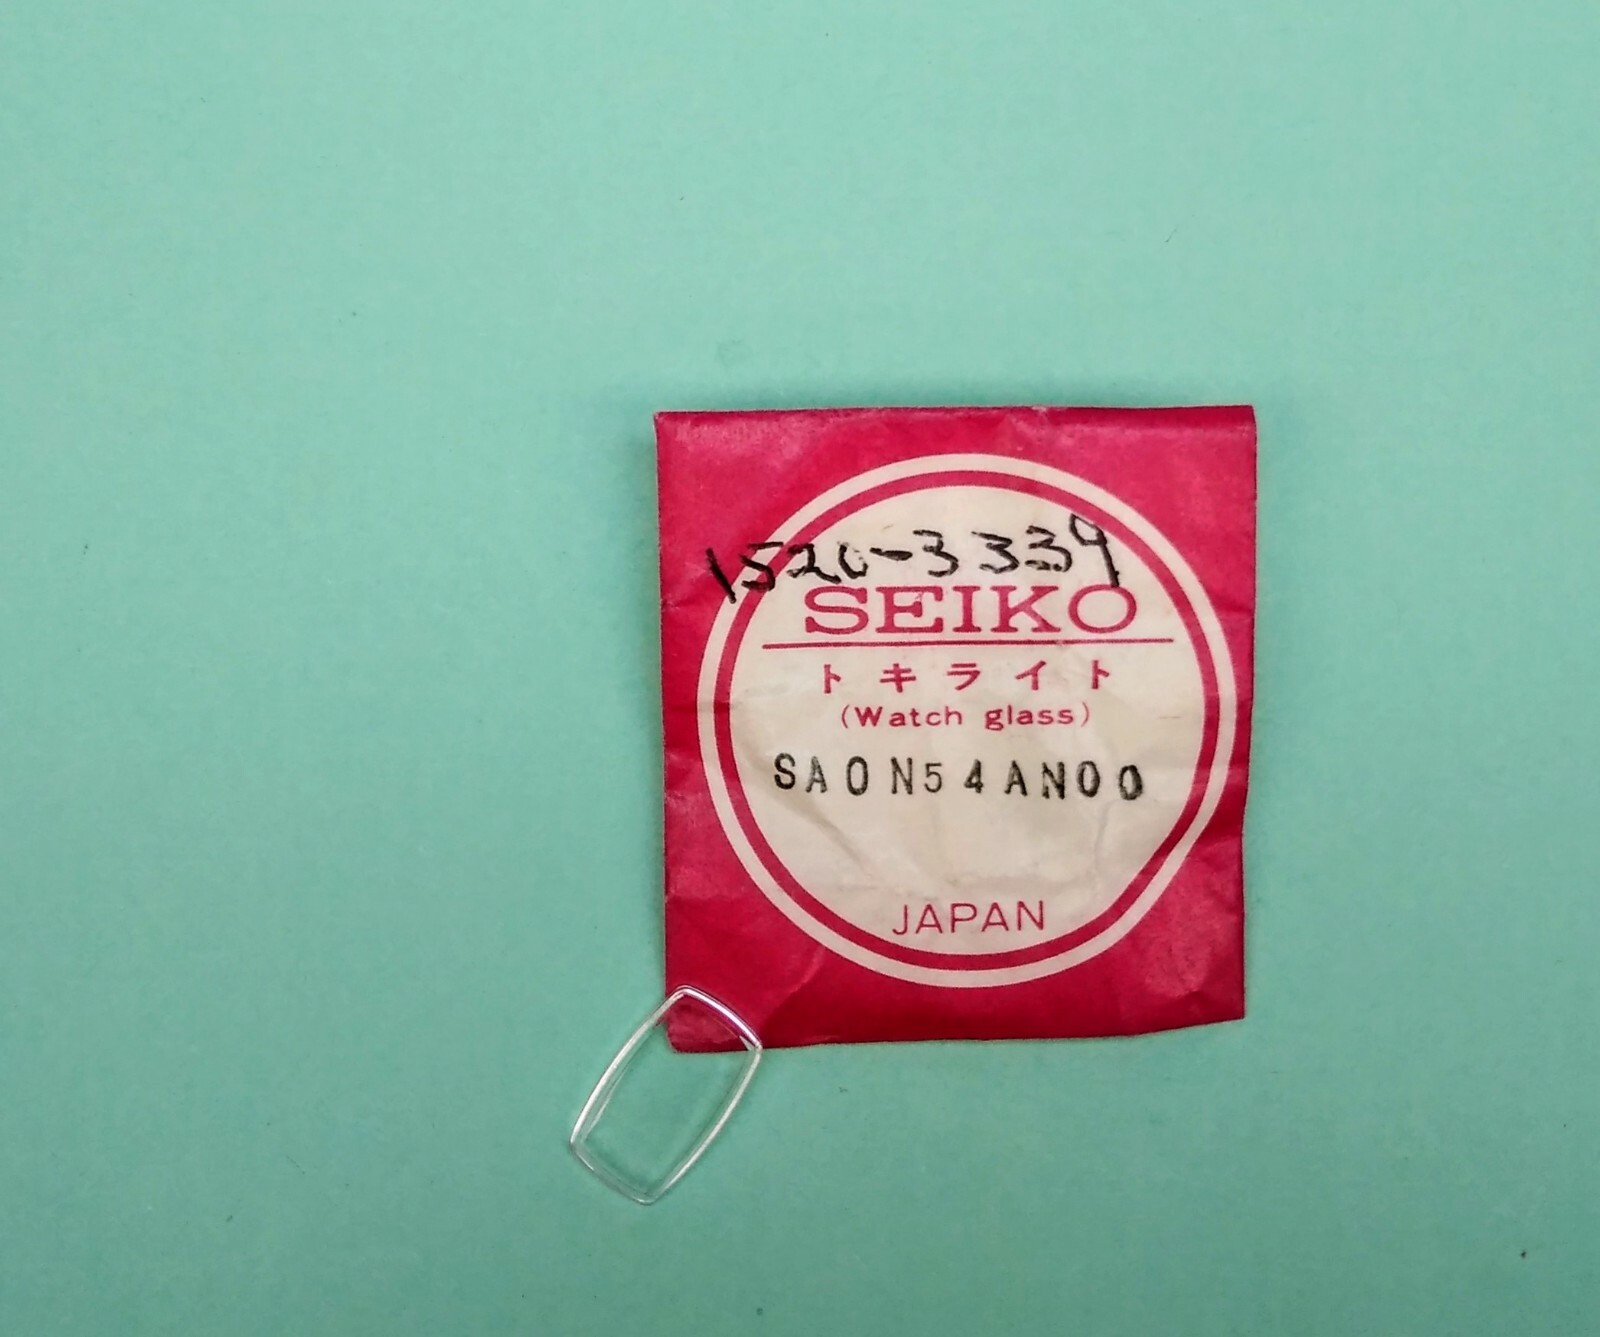 1520-3339
SEIKO
トキライト
(Watch glass)
SA0N54AN00
JAPAN